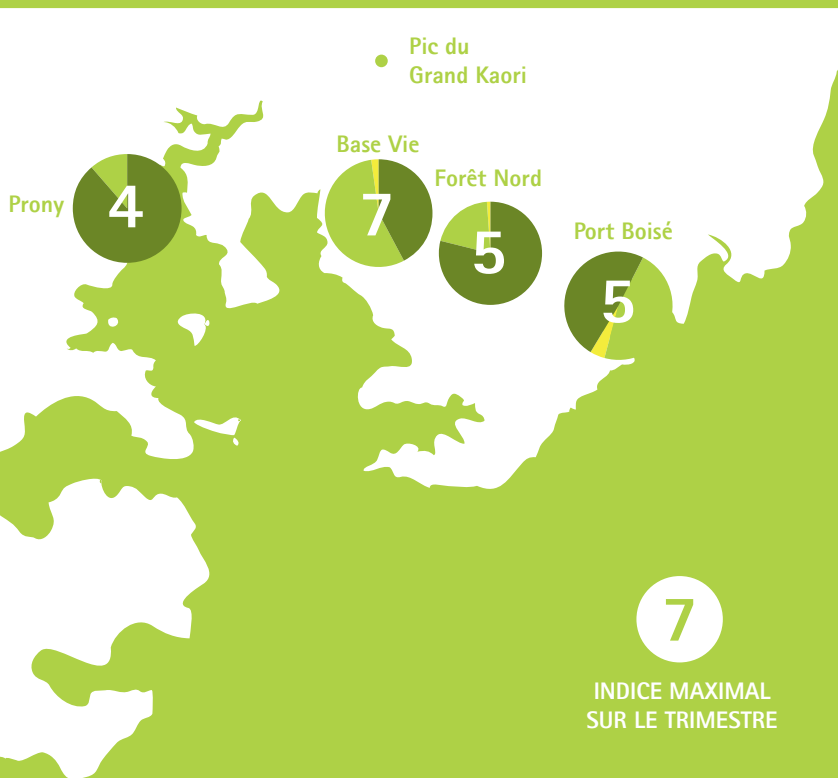 Pic du
Grand Kaori
Base Vie
Forêt Nord
Prony
Port Boisé
4
7
5
5
7
INDICE MAXIMAL
SUR LE TRIMESTRE